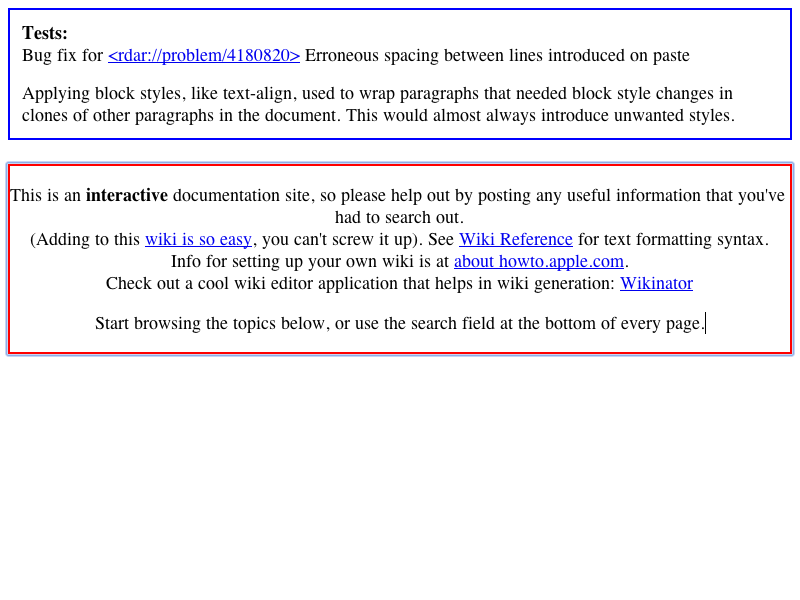 Tests:
Bug fix for <rdar://problem/4180820> Erroneous spacing between lines introduced on paste
Applying block styles, like text-align, used to wrap paragraphs that needed block style changes in
clones of other paragraphs in the document. This would almost always introduce unwanted styles.
This is an interactive documentation site, so please help out by posting any useful information that you've
had to search out.
(Adding to this wiki is so easy, you can't screw it up). See Wiki Reference for text formatting syntax.
Info for setting up your own wiki is at about howto.apple.com.
Check out a cool wiki editor application that helps in wiki generation: Wikinator
Start browsing the topics below, or use the search field at the bottom of every page.